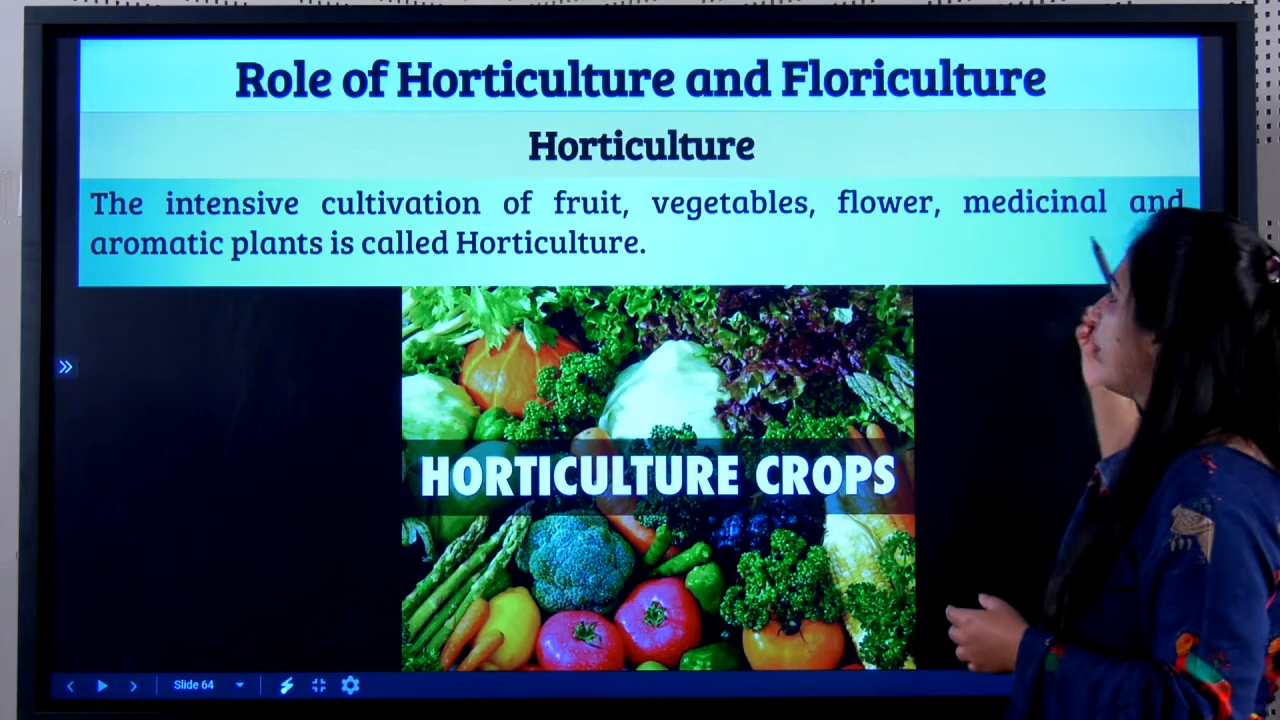 Role of Horticulture and Floriculture
Horticulture
The intensive cultivation of fruit, vegetables, flower, medicinal and
aromatic plants is called Horticulture.
HORTICULTURE CROPS
Slide 64